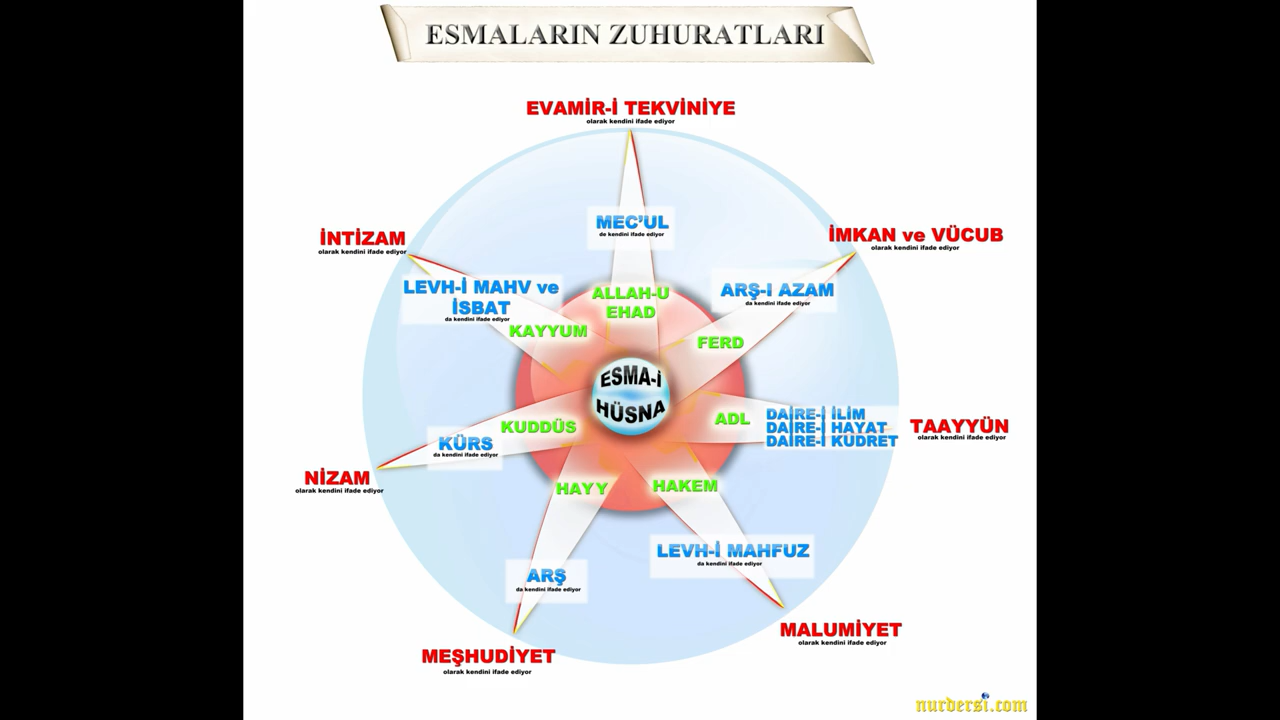 ESMALARIN ZUHURATLARI
EVAMİR-İ TEKVİNİYE
olarak kendini ifade ediyor
MEC'UL
de kendini ifade ediyor
ALLAH-U
EHAD
İMKAN ve VÜCUB
olarak kendini ifade ediyor
ARŞ-I AZAM
da kendini ifade ediyor
FERD
ADL
DAİRE-İ İLİM
DAİRE-İ HAYAT
DAİRE-İ KUDRET
TAAYYÜN
olarak kendini ifade ediyor
HAKEM
LEVH-İ MAHFUZ
da kendini ifade ediyor
MALUMİYET
olarak kendini ifade ediyor
HAYY
ARŞ
da kendini ifade ediyor
MEŞHUDİYET
olarak kendini ifade ediyor
KUDDÜS
KÜRS
da kendini ifade ediyor
NİZAM
olarak kendini ifade ediyor
İNTİZAM
olarak kendini ifade ediyor
LEVH-İ MAHV ve
İSBAT
da kendini ifade ediyor
KAYYUM
ESMA-İ
HÜSNA
nurdersi.com